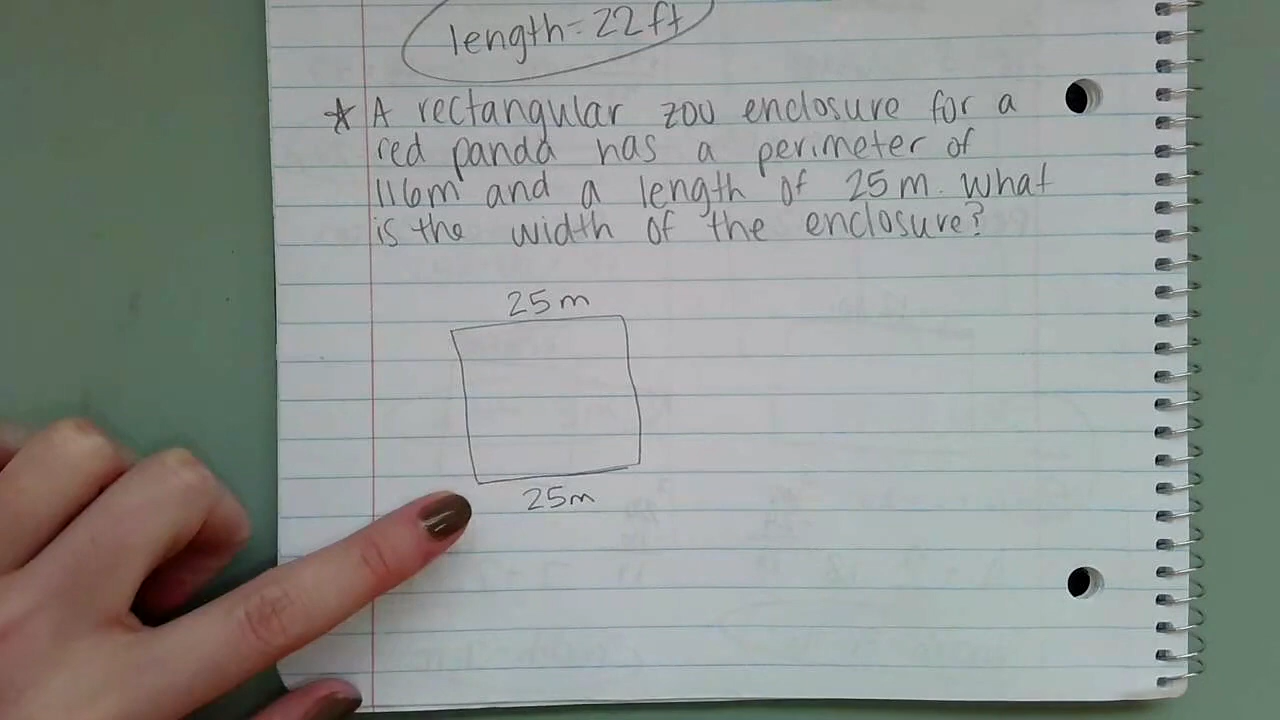 length=22ft
* A rectangular zoo enclosure for a
red panda has a perimeter of
116m and a length of 25m. What
is the width of the enclosure?
25m
25m